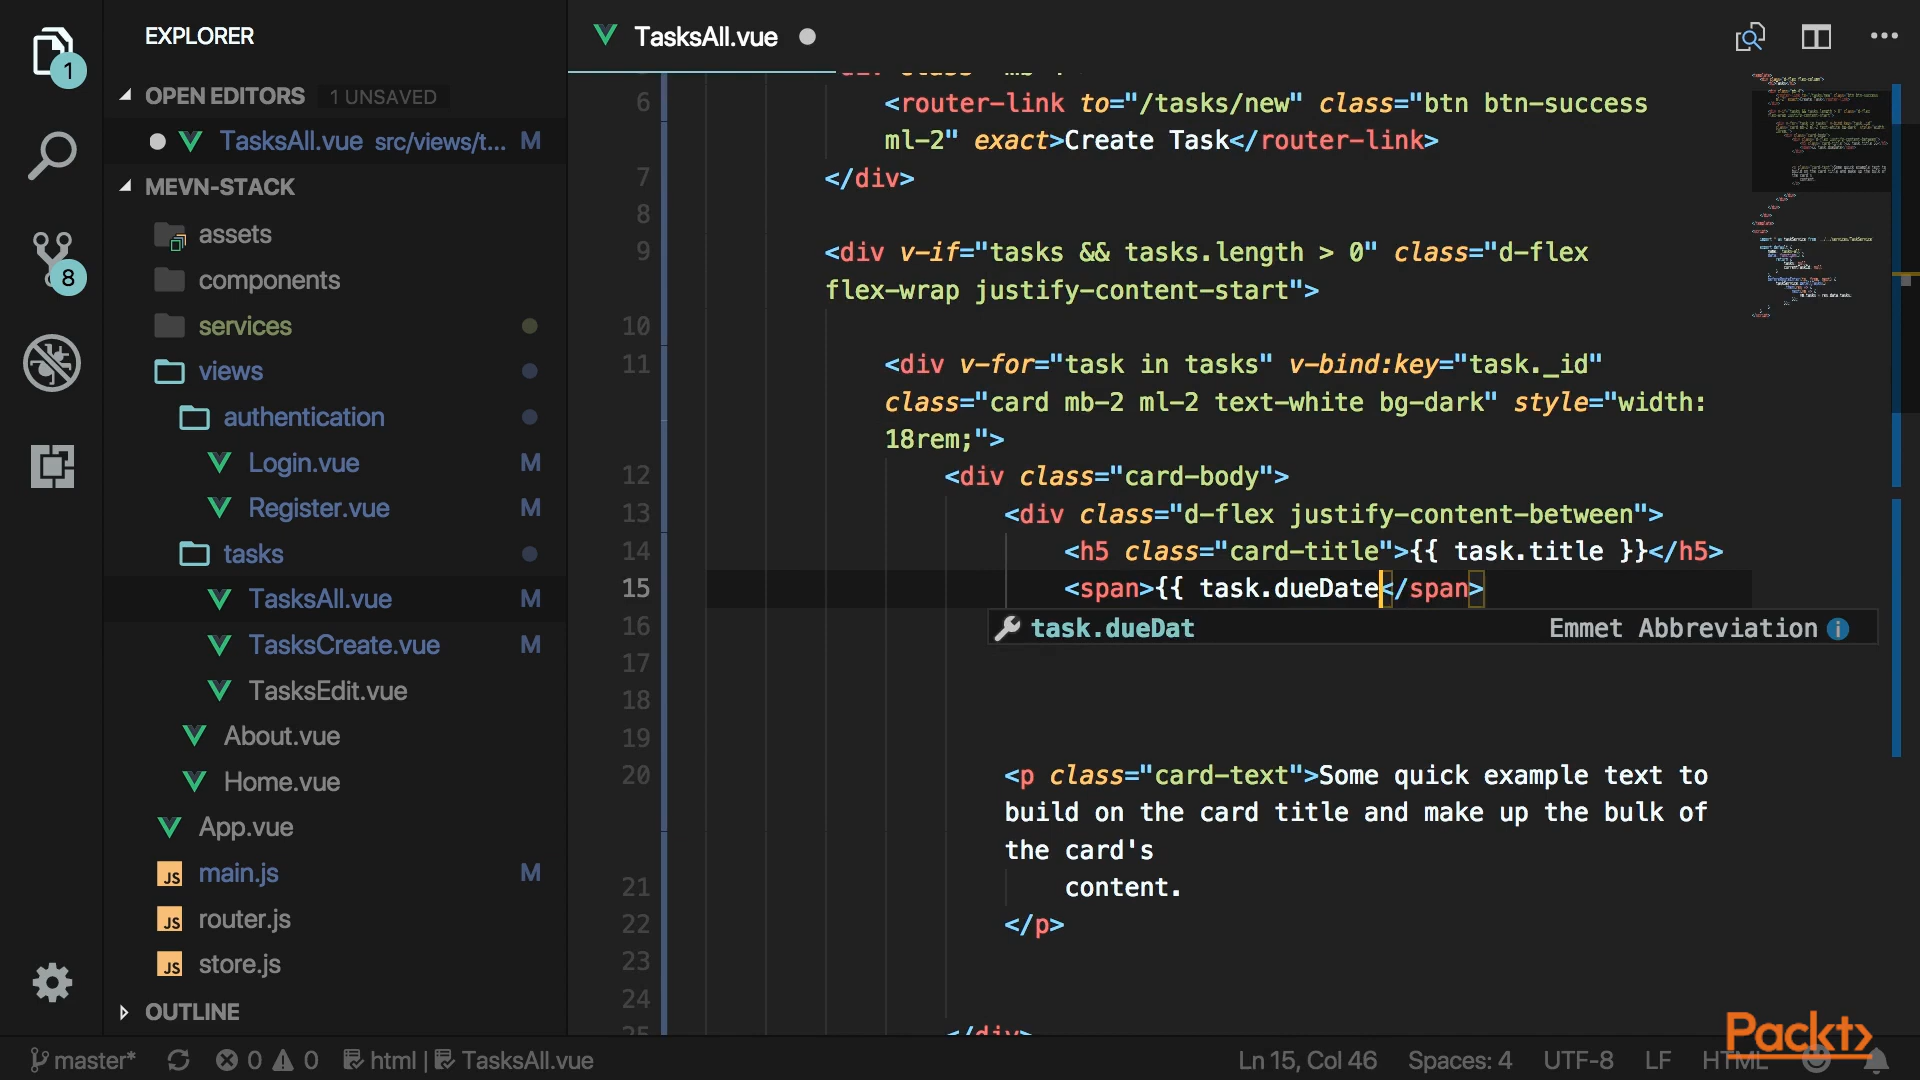 EXPLORER
1
OPEN EDITORS 1 UNSAVED
TasksAll.vue src/views/t... M
MEVN-STACK
assets
components
8
services
views
authentication
Login.vue M
Register.vue M
tasks
TasksAll.vue M
TasksCreate.vue M
TasksEdit.vue
About.vue
Home.vue
App.vue
JS main.js M
JS router.js
JS store.js
OUTLINE
TasksAll.vue
6 <router-link to="/tasks/new" class="btn btn-success
ml-2" exact>Create Task</router-link>
7 </div>
8
9 <div v-if="tasks && tasks.length > 0" class="d-flex
flex-wrap justify-content-start">
10
11 <div v-for="task in tasks" v-bind:key="task._id"
class="card mb-2 ml-2 text-white bg-dark" style="width:
18rem;">
12 <div class="card-body">
13 <div class="d-flex justify-content-between">
14 <h5 class="card-title">{{ task.title }}</h5>
15 <span>{{ task.dueDate</span>
task.dueDat Emmet Abbreviation
16
17
18
19
20 <p class="card-text">Some quick example text to
build on the card title and make up the bulk of
the card's
21 content.
22 </p>
23
24
25 </div>
Packt>
master* 0 0 html | TasksAll.vue Ln 15, Col 46 Spaces: 4 UTF-8 LF HTML